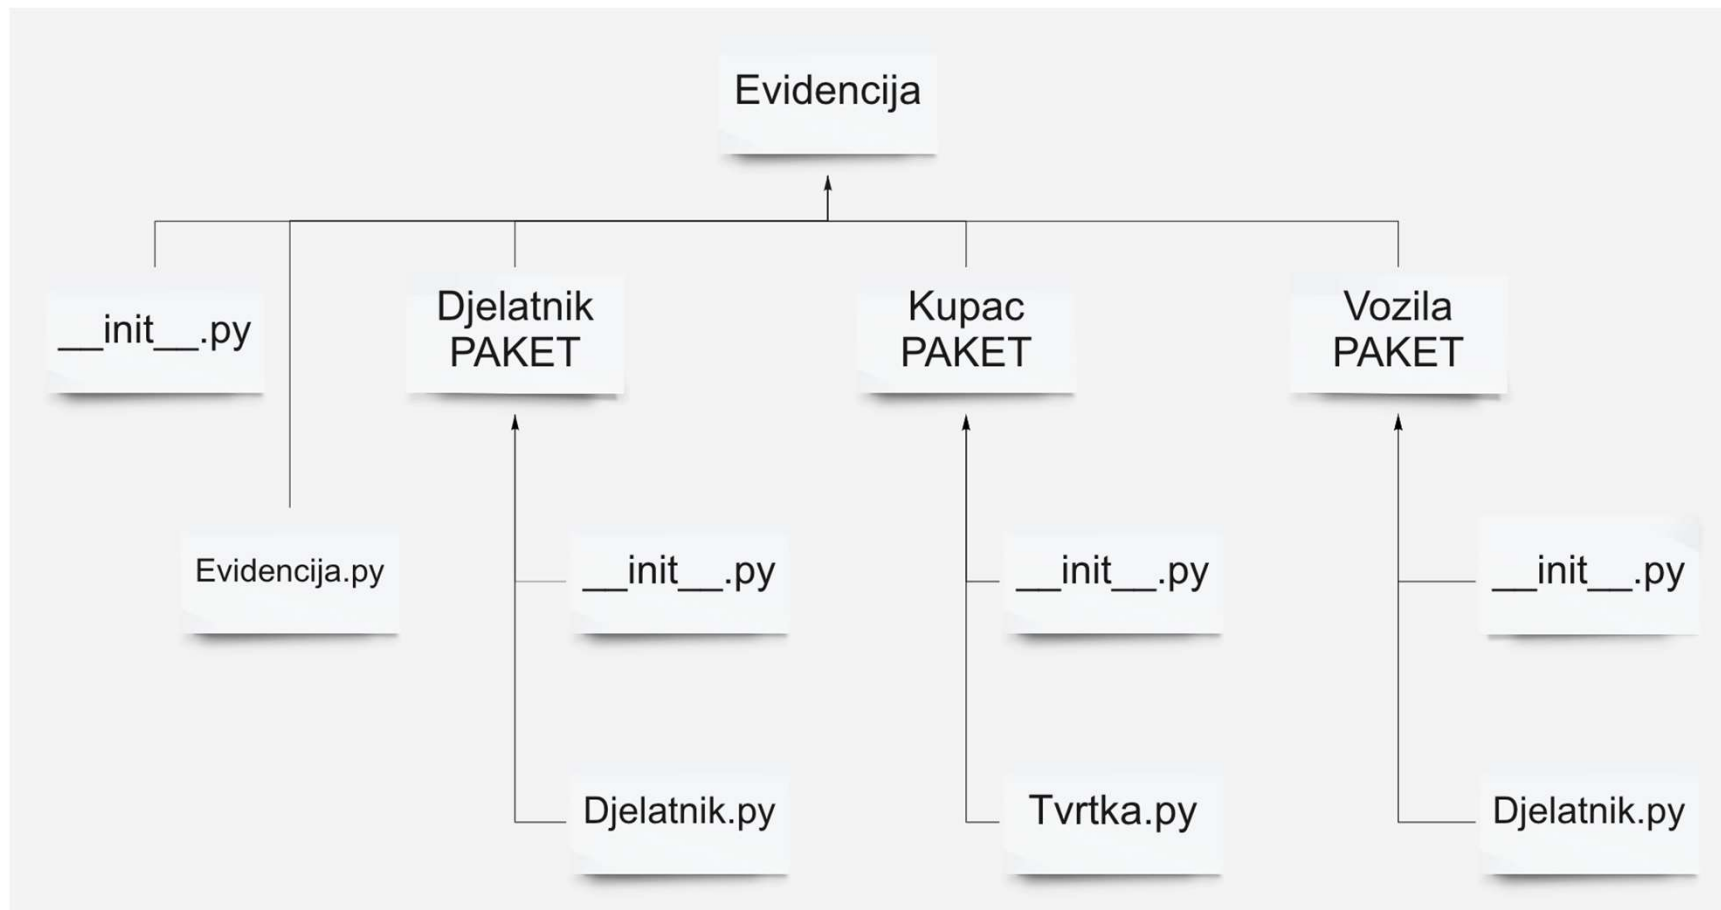 Evidencija
__init__.py
Djelatnik
PAKET
Kupac
PAKET
Vozila
PAKET
Evidencija.py
__init__.py
__init__.py
__init__.py
Djelatnik.py
Tvrtka.py
Djelatnik.py